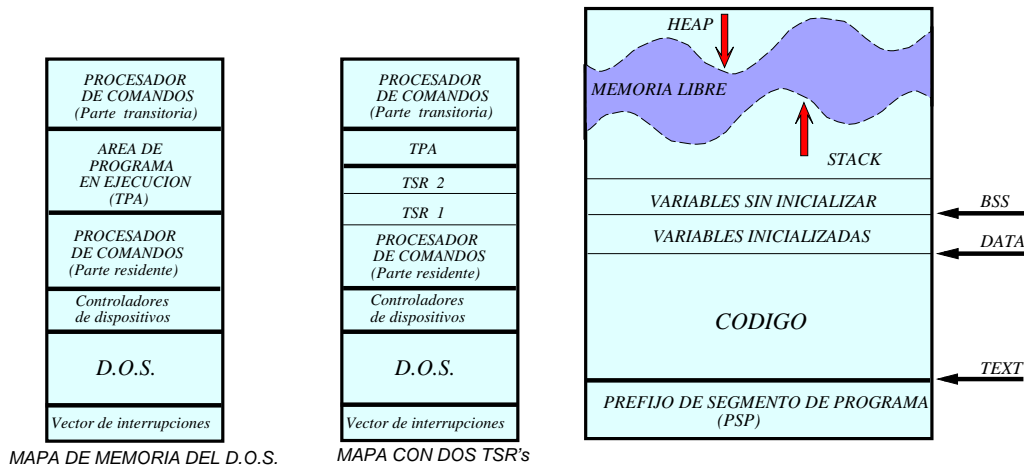 PROCESADOR
DE COMANDOS
(Parte transitoria)
AREA DE
PROGRAMA
EN EJECUCION
(TPA)
PROCESADOR
DE COMANDOS
(Parte residente)
Controladores
de dispositivos
D.O.S.
Vector de interrupciones
MAPA DE MEMORIA DEL D.O.S.
PROCESADOR
DE COMANDOS
(Parte transitoria)
TPA
TSR 2
TSR 1
PROCESADOR
DE COMANDOS
(Parte residente)
Controladores
de dispositivos
D.O.S.
Vector de interrupciones
MAPA CON DOS TSR's
HEAP
MEMORIA LIBRE
STACK
VARIABLES SIN INICIALIZAR
BSS
VARIABLES INICIALIZADAS
DATA
CODIGO
TEXT
PREFIJO DE SEGMENTO DE PROGRAMA
(PSP)